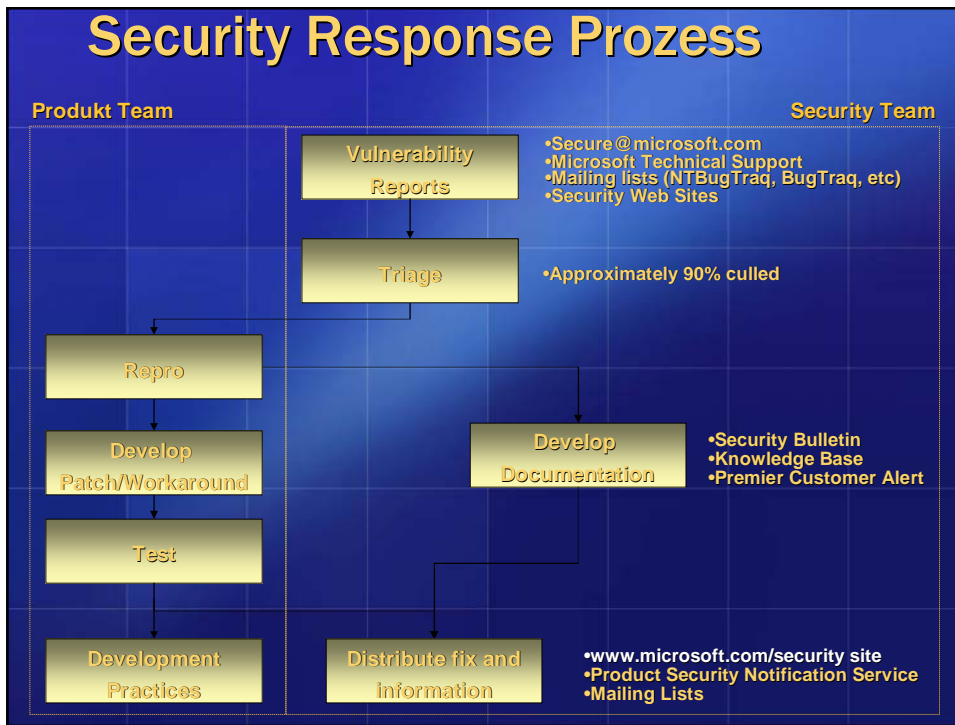 Security Response Prozess
Produkt Team
Security Team
Vulnerability
Reports
•Secure@microsoft.com
•Microsoft Technical Support
•Mailing lists (NTBugTraq, BugTraq, etc)
•Security Web Sites
Triage
•Approximately 90% culled
Repro
Develop
Patch/Workaround
Develop
Documentation
•Security Bulletin
•Knowledge Base
•Premier Customer Alert
Test
Development
Practices
Distribute fix and
information
•www.microsoft.com/security site
•Product Security Notification Service
•Mailing Lists